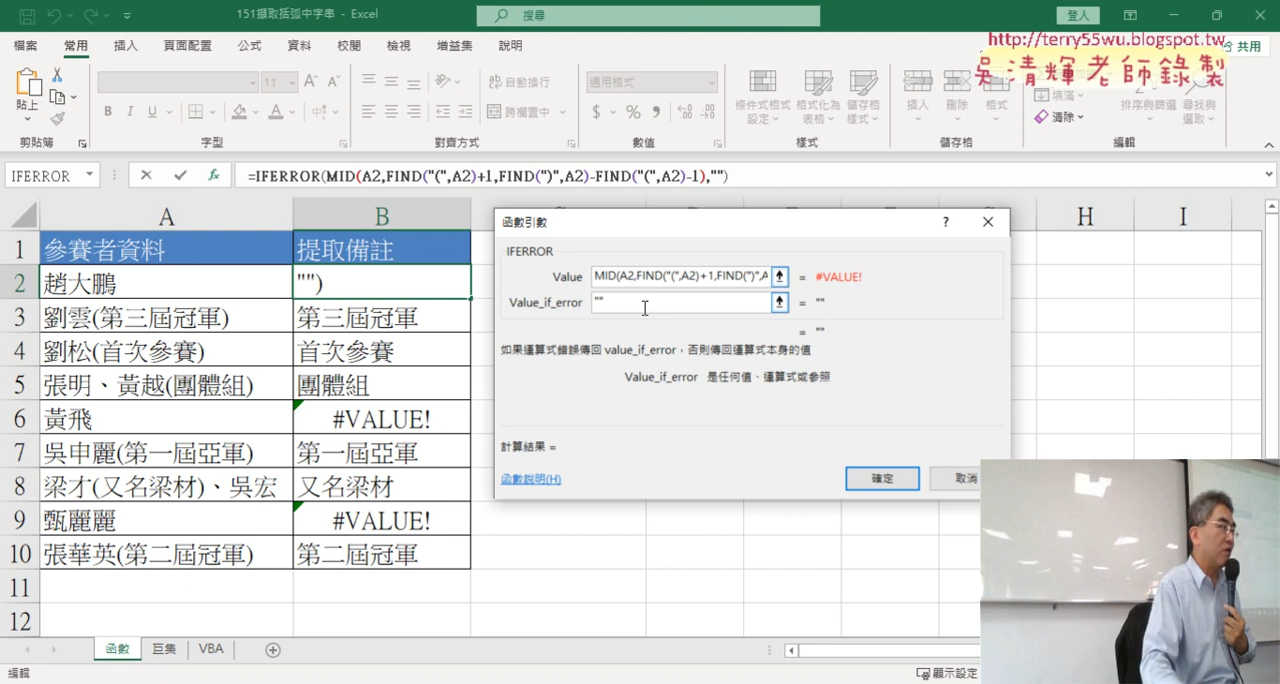 151擷取括弧中字串 - Excel
搜尋
登入
檔案 常用 插入 頁面配置 公式 資料 校閱 檢視 增益集 說明
共用
http://terry55wu.blogspot.tw
吳清輝老師錄製
貼上
11
B I U
自動換行
跨欄置中
通用格式
$ %
條件式格式設定
格式化為表格
儲存格樣式
插入 刪除 格式
填滿
清除
排序與篩選
尋找與選取
剪貼簿 字型 對齊方式 數值 樣式 儲存格 編輯
IFERROR
fx
=IFERROR(MID(A2,FIND("(",A2)+1,FIND(")",A2)-FIND("(",A2)-1),"")
A B H I
1 參賽者資料 提取備註
2 趙大鵬 "")
3 劉雲(第三屆冠軍) 第三屆冠軍
4 劉松(首次參賽) 首次參賽
5 張明、黃越(團體組) 團體組
6 黃飛 #VALUE!
7 吳申麗(第一屆亞軍) 第一屆亞軍
8 梁才(又名梁材)、吳宏 又名梁材
9 甄麗麗 #VALUE!
10 張華英(第二屆冠軍) 第二屆冠軍
11
12
函數引數
? ×
IFERROR
Value MID(A2,FIND("(",A2)+1,FIND(")",A = #VALUE!
Value_if_error "" = ""
= ""
如果運算式錯誤傳回 value_if_error，否則傳回運算式本身的值
Value_if_error 是任何值、運算式或參照
計算結果 =
函數說明(H)
確定
取消
函數 巨集 VBA
編輯
顯示設定